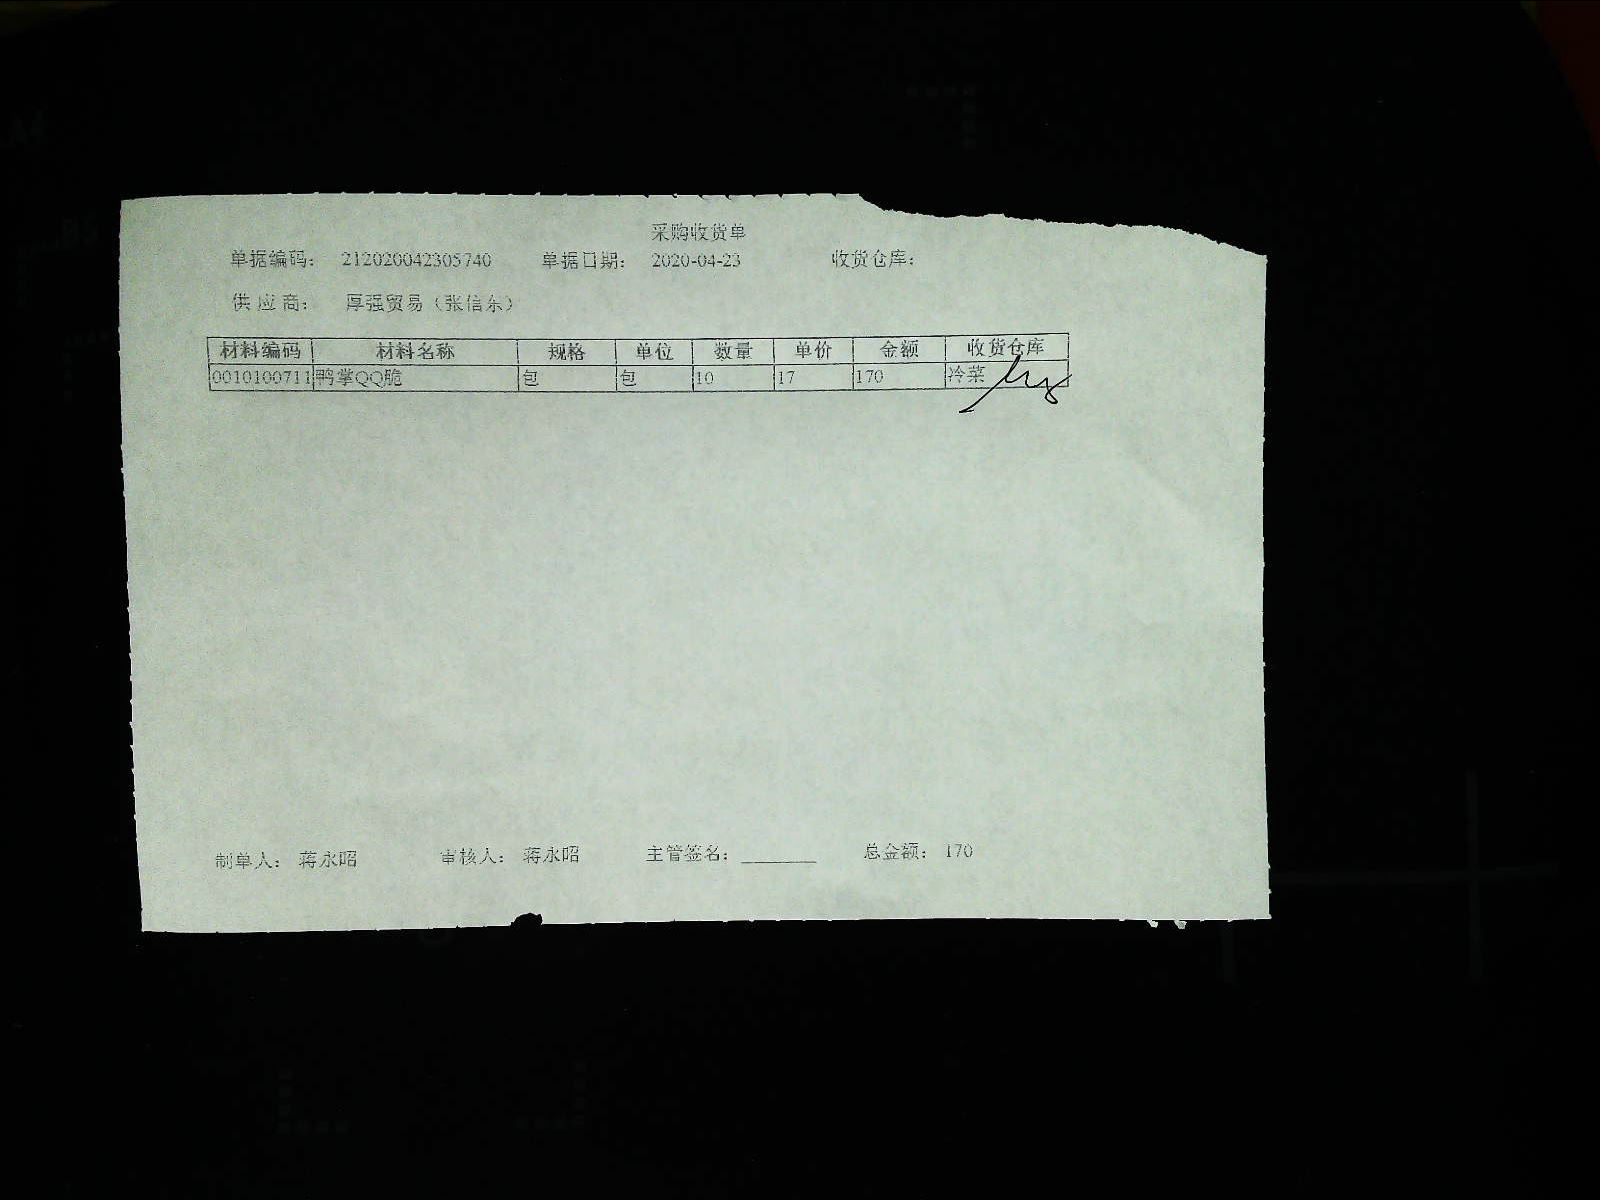 采购收货单
单据编码： 212020042305740 单据日期： 2020-04-23 收货仓库：
供 应 商： 厚强贸易（张信东）
材料编码 材料名称 规格 单位 数量 单价 金额 收货仓库
0010100711 鸭掌QQ脆 包 包 10 17 170 冷菜
制单人： 蒋永昭 审核人： 蒋永昭 主管签名： ________ 总金额： 170